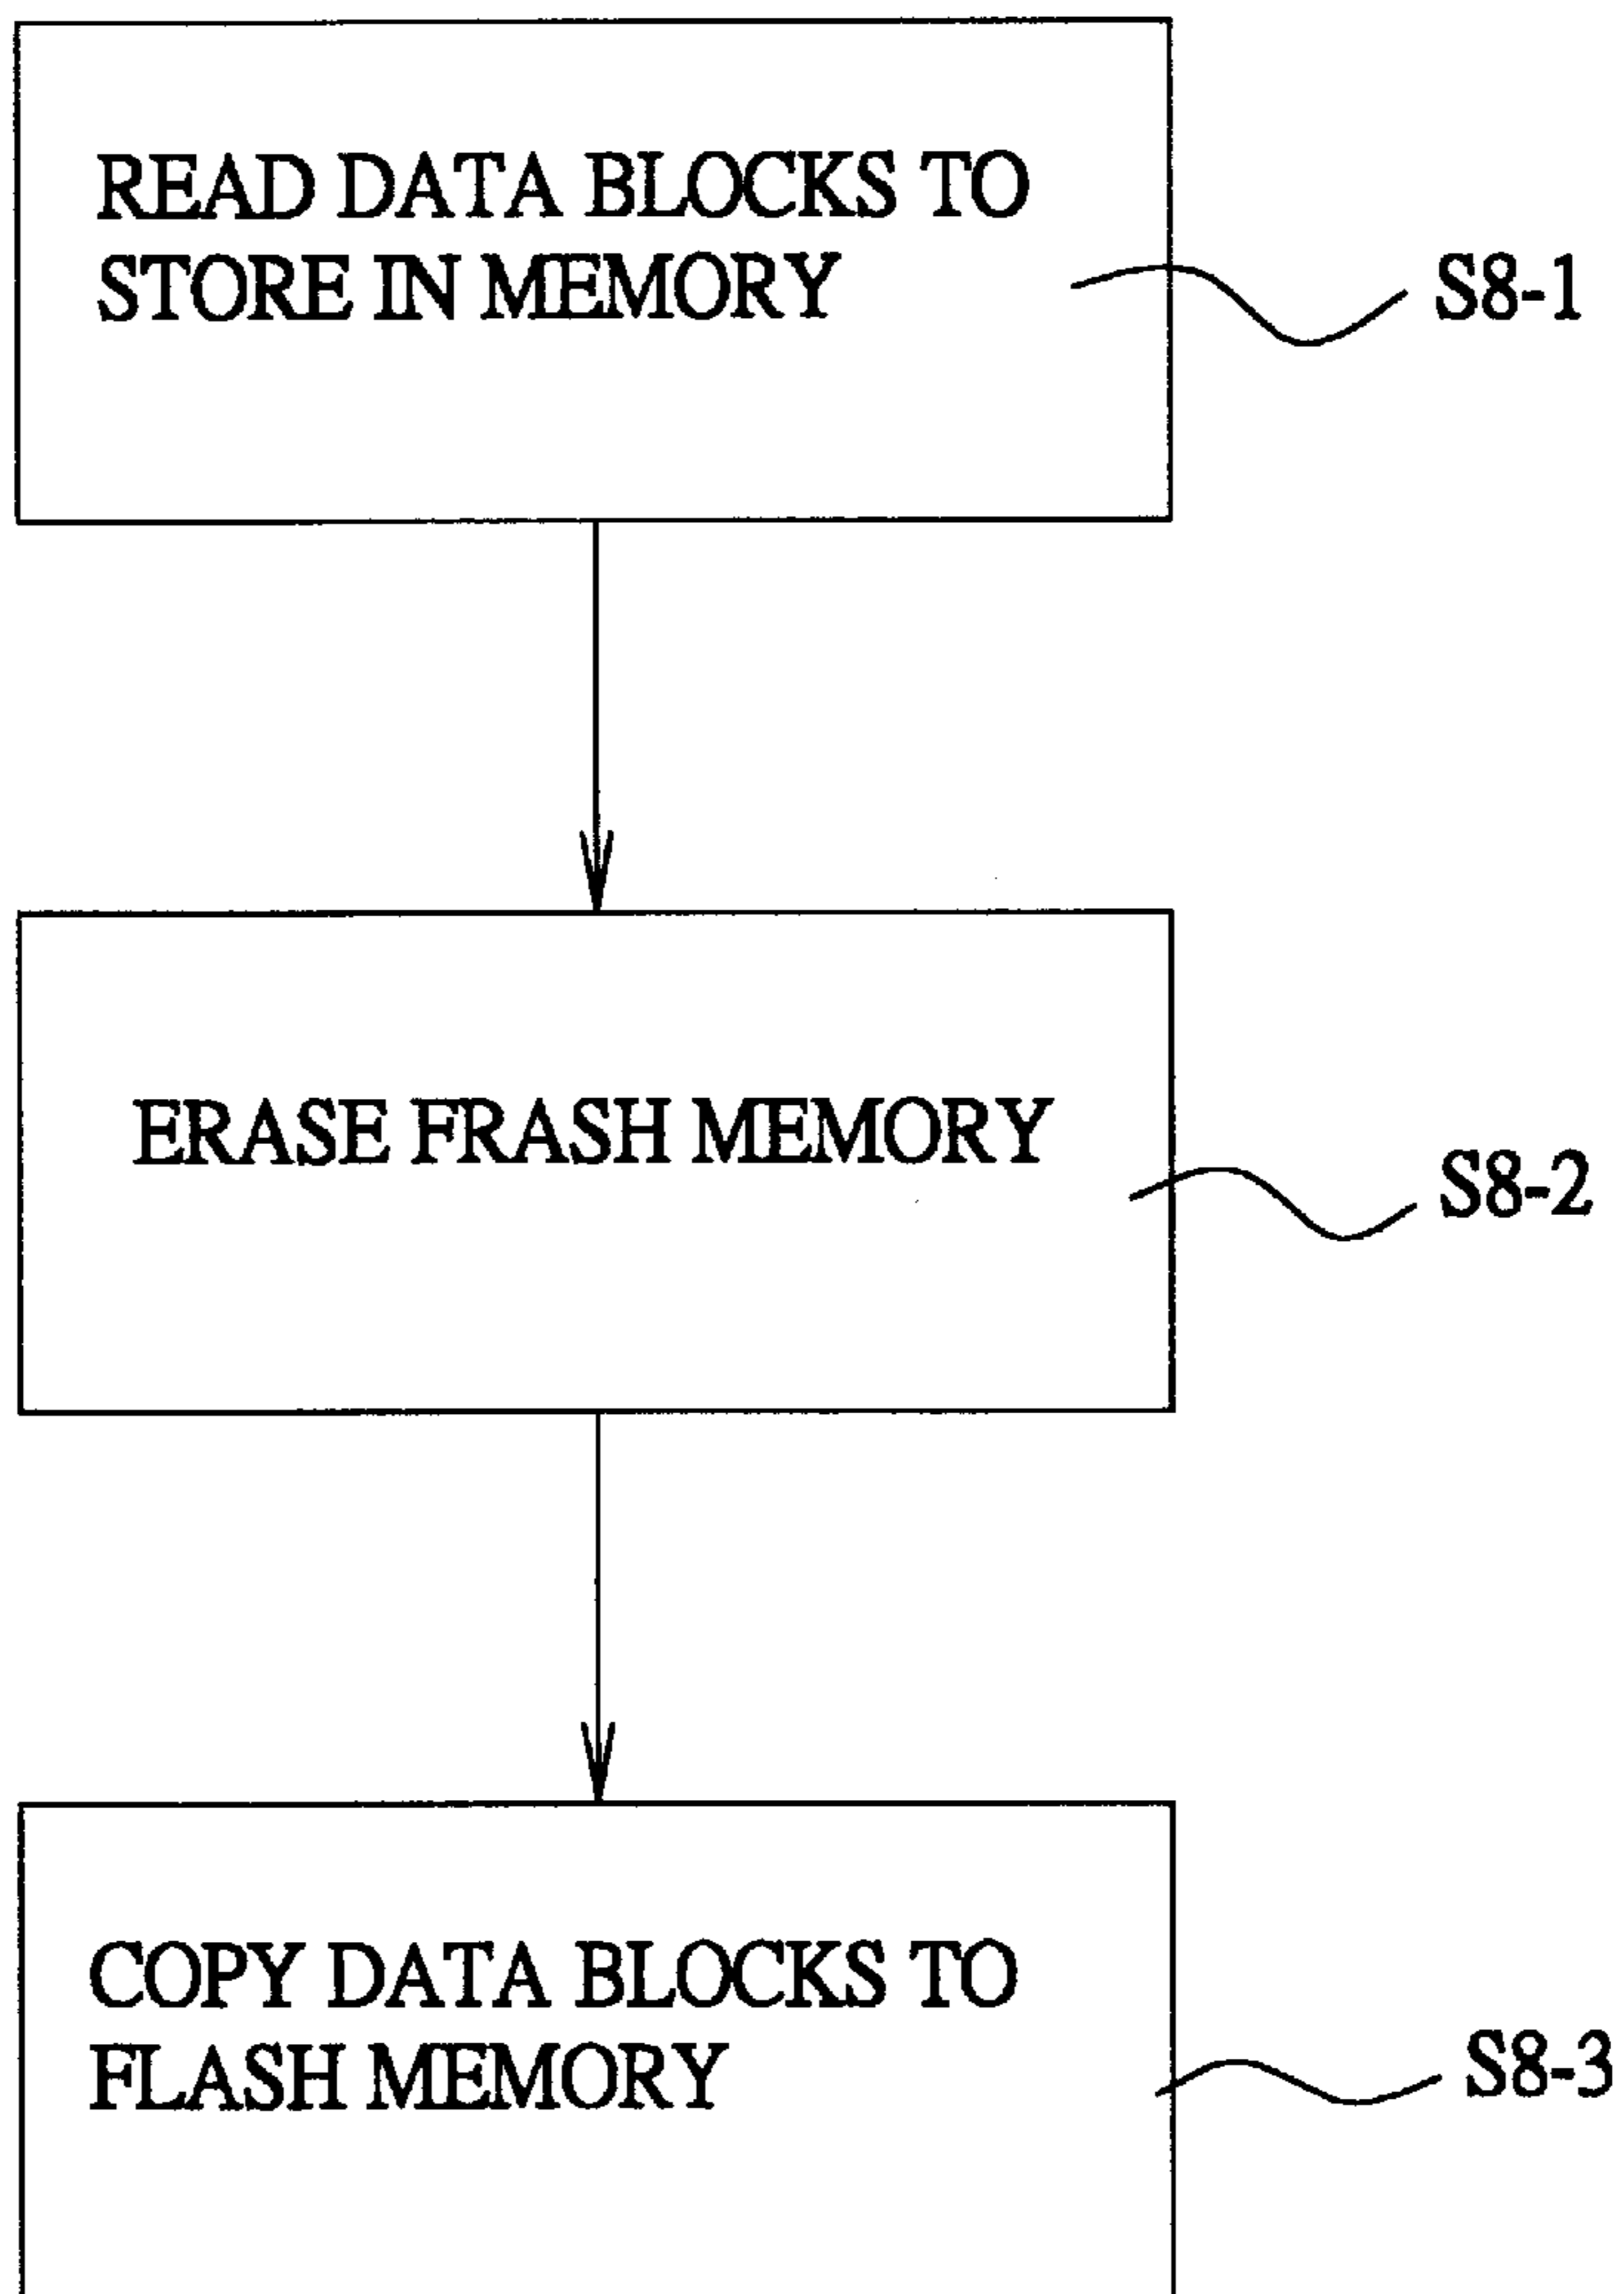 READ DATA BLOCKS TO
STORE IN MEMORY
S8-1
ERASE FRASH MEMORY
S8-2
COPY DATA BLOCKS TO
FLASH MEMORY
S8-3